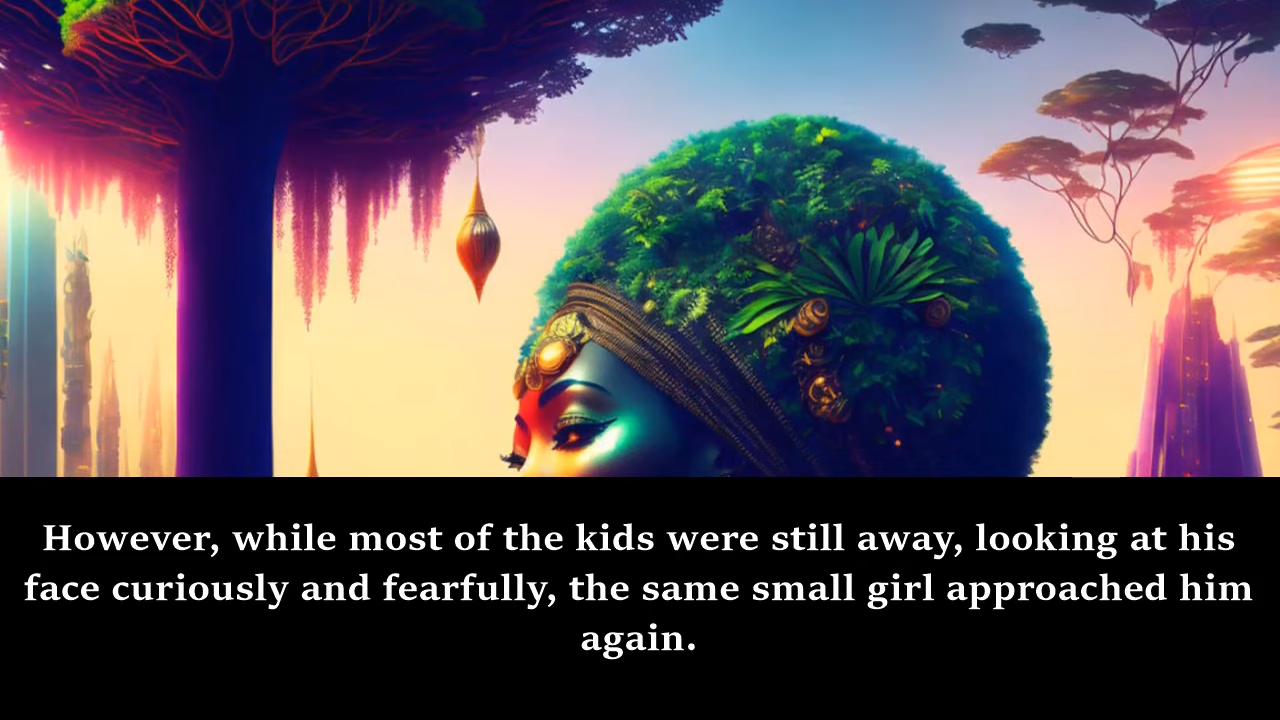 However, while most of the kids were still away, looking at his
face curiously and fearfully, the same small girl approached him
again.